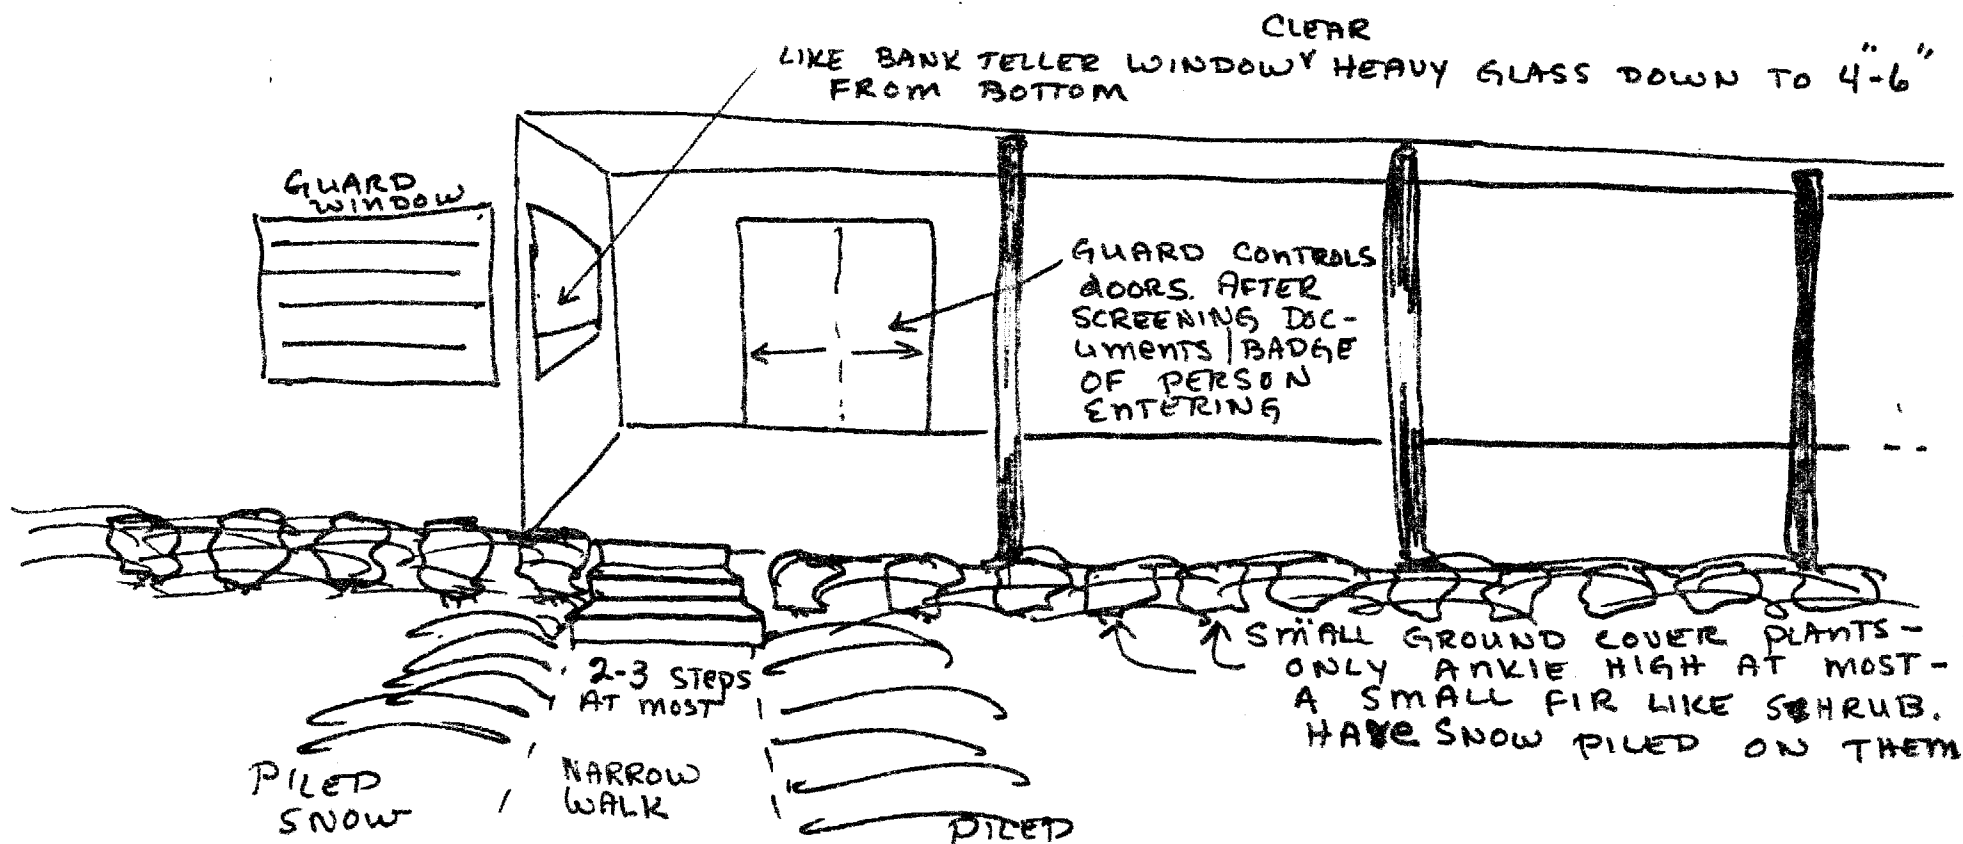 CLEAR
LIKE BANK TELLER WINDOW HEAVY GLASS DOWN TO 4"-6"
FROM BOTTOM
GUARD
WINDOW
GUARD CONTROLS
DOORS. AFTER
SCREENING DOC-
UMENTS/BADGE
OF PERSON
ENTERING
SMALL GROUND COVER PLANTS-
ONLY ANKLE HIGH AT MOST-
A SMALL FIR LIKE SHRUB.
HAVE SNOW PILED ON THEM
2-3 STEPS
AT MOST
NARROW
WALK
PILED
SNOW
PILED